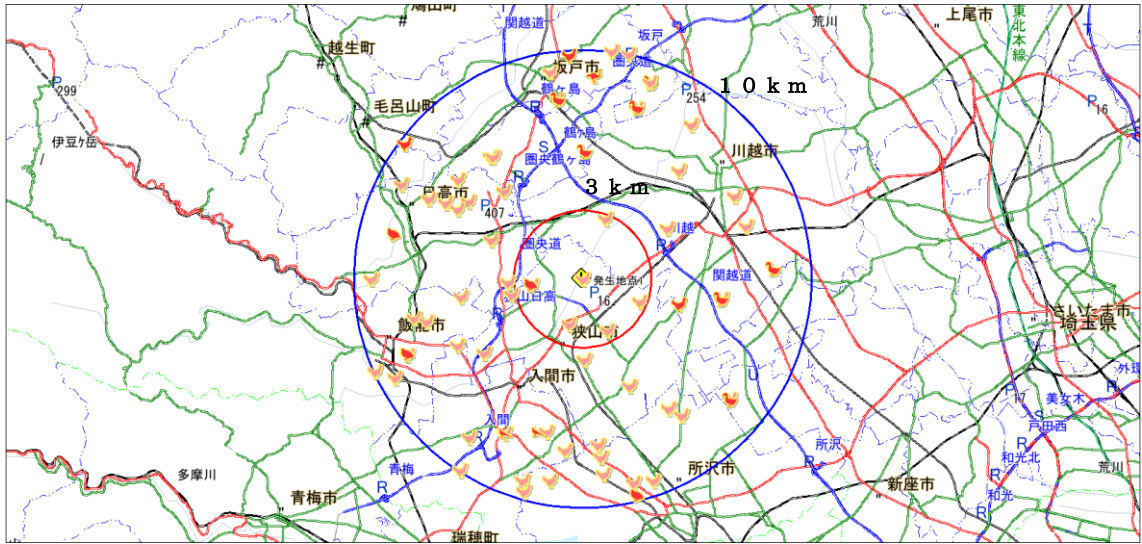 鳩山町
関越道
坂戸
荒川
上尾市
東北本線
越生町
坂戸市
圏央道
P
299
毛呂山町
鶴ヶ島
R
P
254
10km
P
16
伊豆ケ岳
鶴ヶ島
S
圏央鶴ヶ島
R
川越市
日高市
P
407
3km
圏央道
川越
関越道
発生地点
P
16
山日高
R
飯能市
狭山市
さいたま市
埼玉県
入間市
U
外環
P
17
美女木
R
S
戸田西
入間
R
所沢
R
R
和光北
荒川
多摩川
青梅
R
所沢市
新座市
R
和光
R
青梅市
瑞穂町